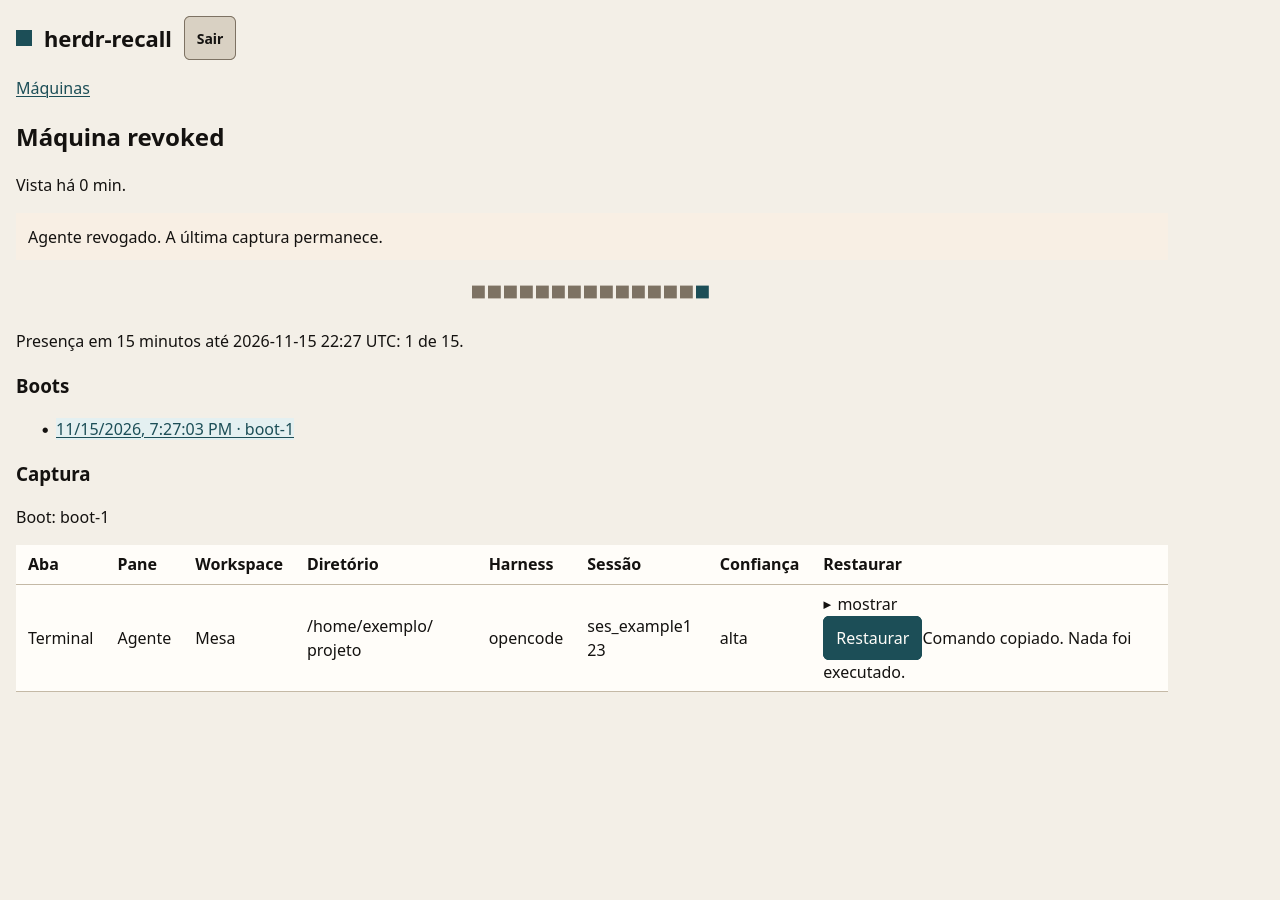 herdr-recall Sair
Máquinas
Máquina revoked
Vista há 0 min.
Agente revogado. A última captura permanece.
Presença em 15 minutos até 2026-11-15 22:27 UTC: 1 de 15.
Boots
• 11/15/2026, 7:27:03 PM · boot-1
Captura
Boot: boot-1
Aba Pane Workspace Diretório Harness Sessão Confiança Restaurar
▸ mostrar
Terminal Agente Mesa /home/exemplo/ opencode ses_example1 alta Restaurar Comando copiado. Nada foi
projeto 23 executado.